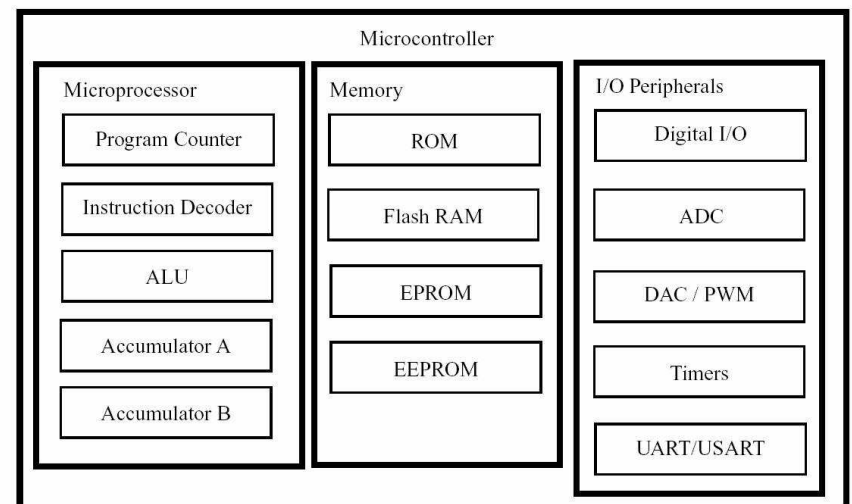 Microcontroller
Microprocessor
Program Counter
Instruction Decoder
ALU
Accumulator A
Accumulator B
Memory
ROM
Flash RAM
EPROM
EEPROM
I/O Peripherals
Digital I/O
ADC
DAC / PWM
Timers
UART/USART